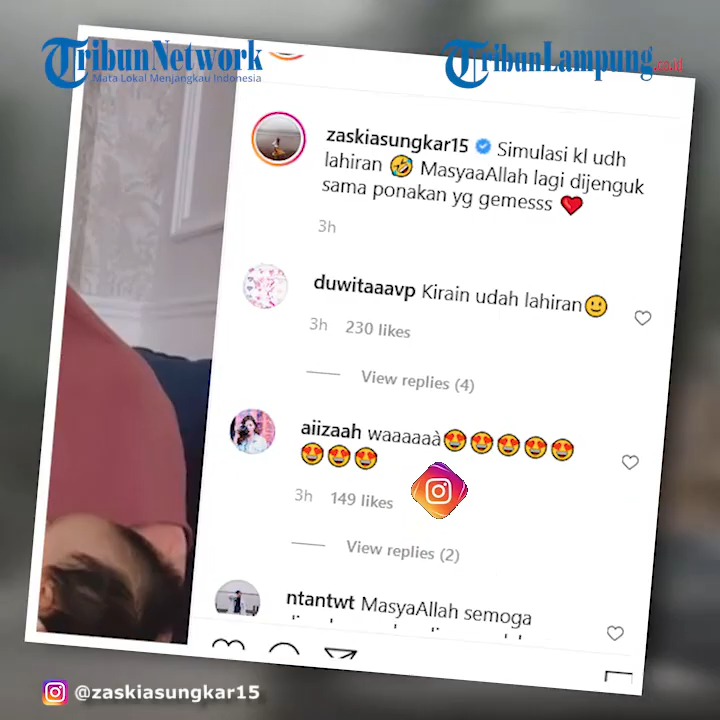 Tribun Network
Mata Lokal Menjangkau Indonesia
TribunLampung.co.id
zaskiasungkar15 Simulasi kl udh
lahiran 🤣 MasyaaAllah lagi dijenguk
sama ponakan yg gemesss ❤️
3h
duwitaaavp Kirain udah lahiran🙂
3h 230 likes
View replies (4)
aiizaah waaaaaà😍😍😍😍😍
😍😍😍
3h 149 likes
View replies (2)
ntantwt MasyaAllah semoga
@zaskiasungkar15